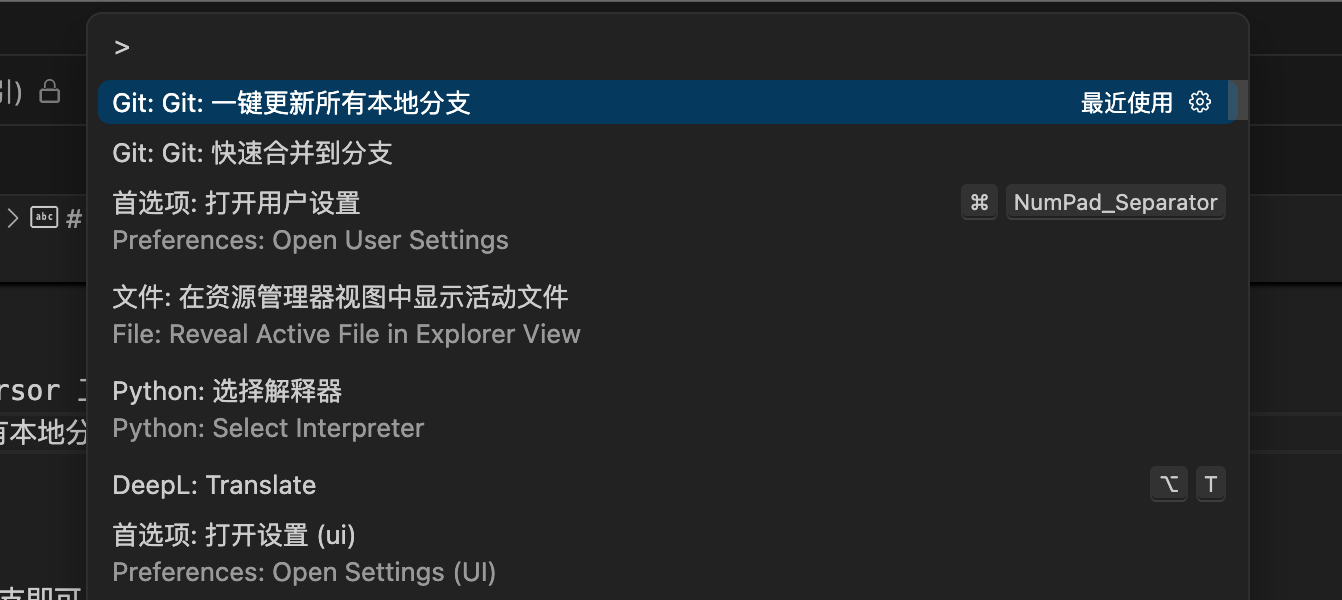 >
引)
Git: Git: 一键更新所有本地分支 最近使用
Git: Git: 快速合并到分支
首选项: 打开用户设置 ⌘ NumPad_Separator
Preferences: Open User Settings
abc #
文件: 在资源管理器视图中显示活动文件
File: Reveal Active File in Explorer View
rsor
Python: 选择解释器
有本地分
Python: Select Interpreter
DeepL: Translate ⌥ T
首选项: 打开设置 (ui)
Preferences: Open Settings (UI)
支即可